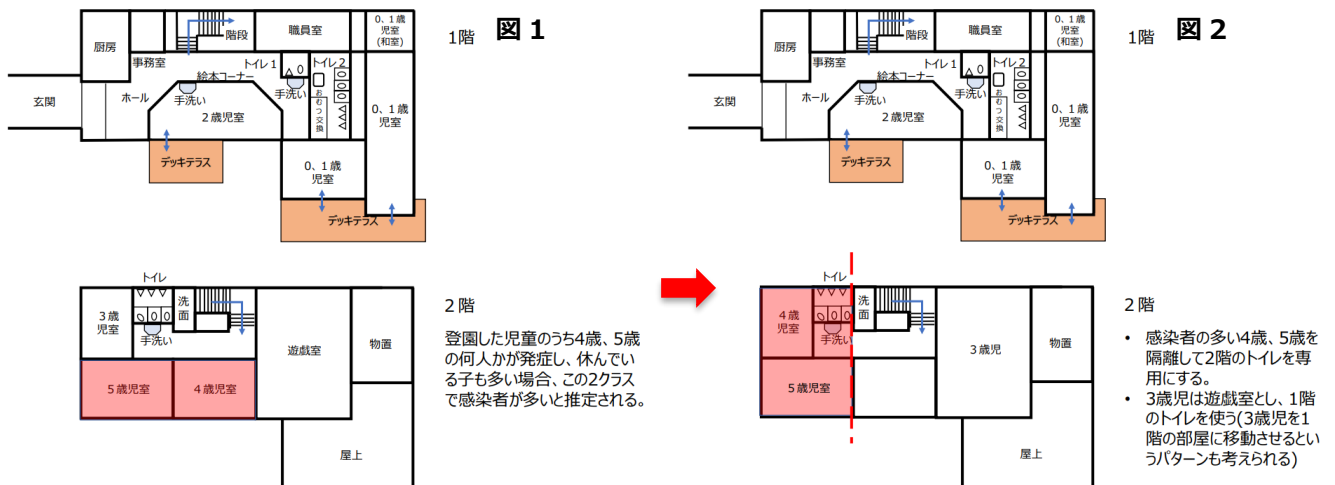 図1
1階
厨房
事務室
階段
職員室
0、1歳
児室
(和室)
トイレ1
トイレ2
絵本コーナー
手洗い
手洗い
おむつ交換
玄関
ホール
2歳児室
0、1歳
児室
0、1歳
児室
デッキテラス
デッキテラス
トイレ
3歳
児室
洗面
手洗い
遊戯室
物置
5歳児室
4歳児室
屋上
2階
登園した児童のうち4歳、5歳
の何人かが発症し、休んでい
る子も多い場合、この2クラス
で感染者が多いと推定される。
図2
1階
厨房
事務室
階段
職員室
0、1歳
児室
(和室)
トイレ1
トイレ2
絵本コーナー
手洗い
手洗い
おむつ交換
玄関
ホール
2歳児室
0、1歳
児室
0、1歳
児室
デッキテラス
デッキテラス
トイレ
4歳
児室
洗面
手洗い
3歳児
物置
5歳児室
屋上
2階
• 感染者の多い4歳、5歳を
隔離して2階のトイレを専
用にする。
• 3歳児は遊戯室とし、1階
のトイレを使う(3歳児を1
階の部屋に移動させるとい
うパターンも考えられる)